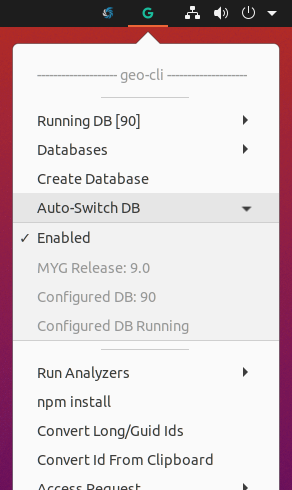 G
-------------------- geo-cli --------------------
Running DB [90]
Databases
Create Database
Auto-Switch DB
✓ Enabled
MYG Release: 9.0
Configured DB: 90
Configured DB Running
Run Analyzers
npm install
Convert Long/Guid Ids
Convert Id From Clipboard
Access Request